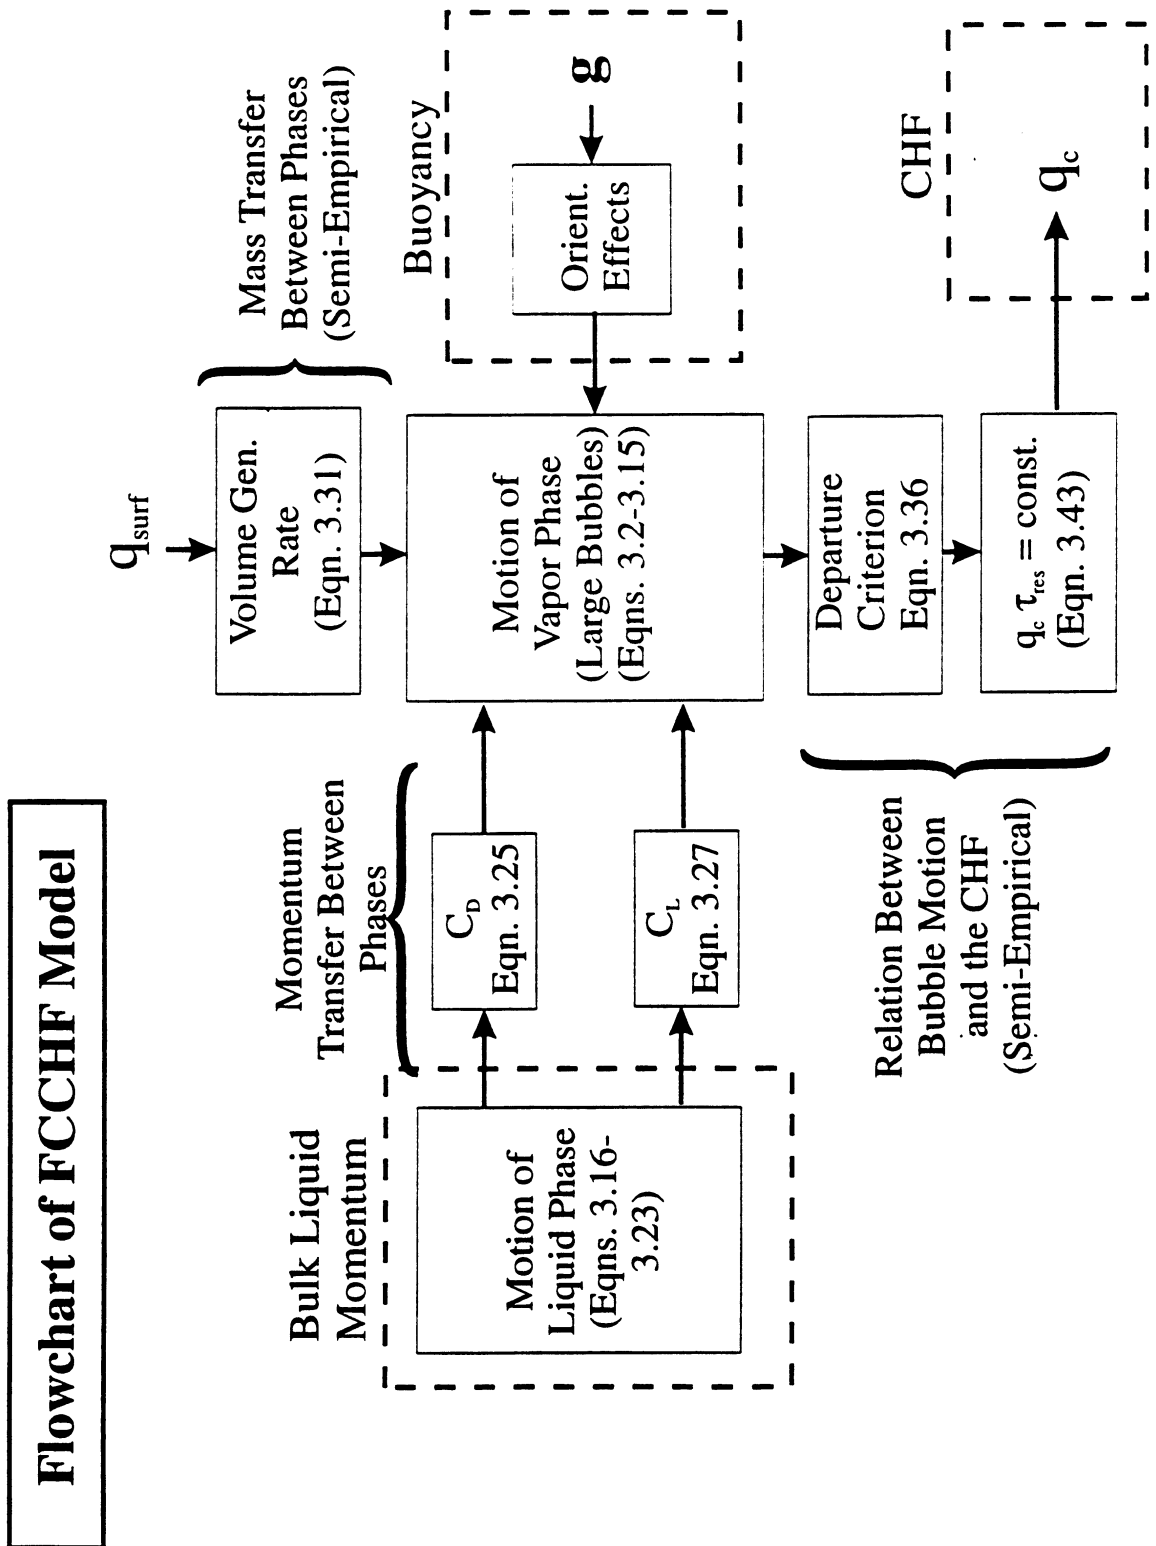 Flowchart of FCCHF Model
Bulk Liquid
Momentum
Motion of
Liquid Phase
(Eqns. 3.16-
3.23)
Momentum
Transfer Between
Phases
C_D
Eqn. 3.25
C_L
Eqn. 3.27
q_surf
Volume Gen.
Rate
(Eqn. 3.31)
Mass Transfer
Between Phases
(Semi-Empirical)
Motion of
Vapor Phase
(Large Bubbles)
(Eqns. 3.2-3.15)
Buoyancy
Orient.
Effects
g
Relation Between
Bubble Motion
and the CHF
(Semi-Empirical)
Departure
Criterion
Eqn. 3.36
q_c τ_res = const.
(Eqn. 3.43)
CHF
q_c